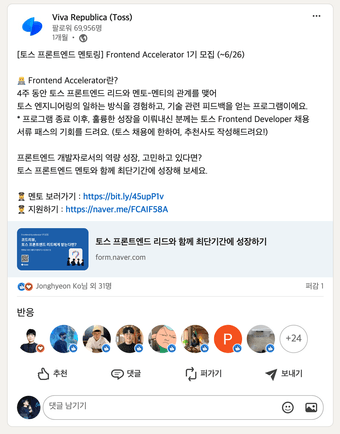 Viva Republica (Toss)
팔로워 69,956명
1개월 •
[토스 프론트엔드 멘토링] Frontend Accelerator 1기 모집 (~6/26)
Frontend Accelerator란?
4주 동안 토스 프론트엔드 리드와 멘토-멘티의 관계를 맺어
토스 엔지니어링의 일하는 방식을 경험하고, 기술 관련 피드백을 얻는 프로그램이에요.
* 프로그램 종료 이후, 훌륭한 성장을 이뤄내신 분께는 토스 Frontend Developer 채용
서류 패스의 기회를 드려요. (토스 채용에 한하여, 추천사도 작성해드려요!)
프론트엔드 개발자로서의 역량 성장, 고민하고 있다면?
토스 프론트엔드 멘토와 함께 최단기간에 성장해 보세요.
멘토 보러가기 : https://bit.ly/45upP1v
지원하기 : https://naver.me/FCAlF58A
토스 프론트엔드 리드와 함께 최단기간에 성장하기
form.naver.com
Jonghyeon Ko님 외 31명
퍼감 1
반응
P
+24
추천
댓글
퍼가기
보내기
댓글 남기기